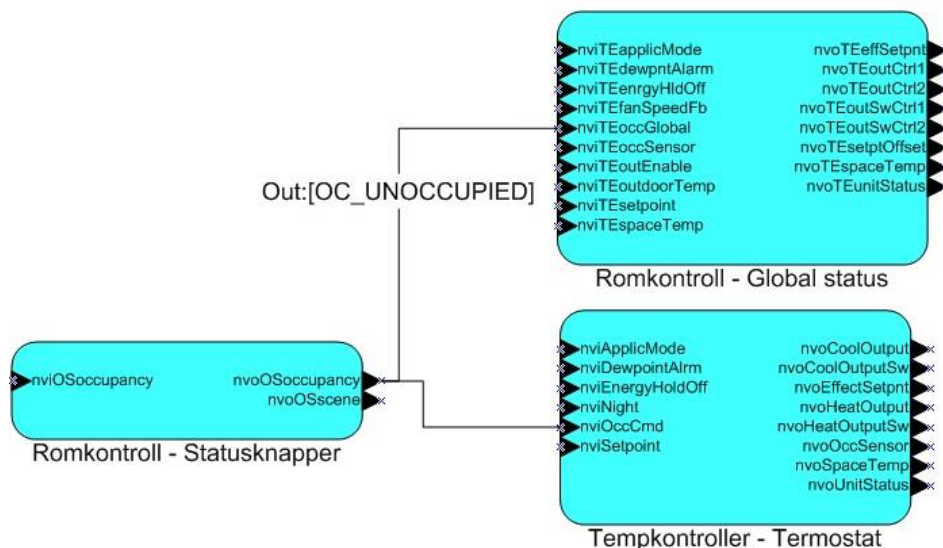 nviTEapplicMode
nviTEdewpntAlarm
nviTEenrgyHldOff
nviTEfanSpeedFb
nviTEoccGlobal
nviTEoccSensor
nviTEoutEnable
nviTEoutdoorTemp
nviTEsetpoint
nviTEspaceTemp
nvoTEeffSetpnt
nvoTEoutCtrl1
nvoTEoutCtrl2
nvoTEoutSwCtrl1
nvoTEoutSwCtrl2
nvoTEsetptOffset
nvoTEspaceTemp
nvoTEunitStatus
Romkontroll - Global status
Out:[OC_UNOCCUPIED]
nviOSoccupancy
nvoOSoccupancy
nvoOSscene
Romkontroll - Statusknapper
nviApplicMode
nviDewpointAlrm
nviEnergyHoldOff
nviNight
nviOccCmd
nviSetpoint
nvoCoolOutput
nvoCoolOutputSw
nvoEffectSetpnt
nvoHeatOutput
nvoHeatOutputSw
nvoOccSensor
nvoSpaceTemp
nvoUnitStatus
Tempkontroller - Termostat